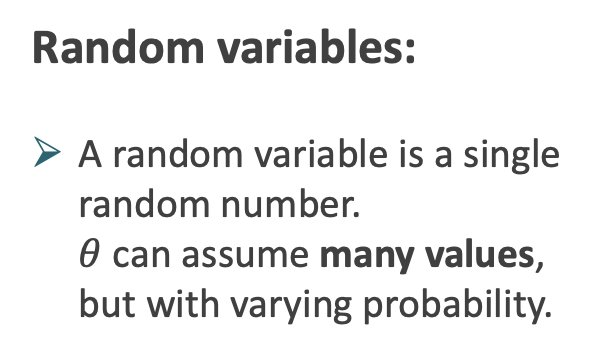 Random variables:
A random variable is a single
random number.
θ can assume many values,
but with varying probability.